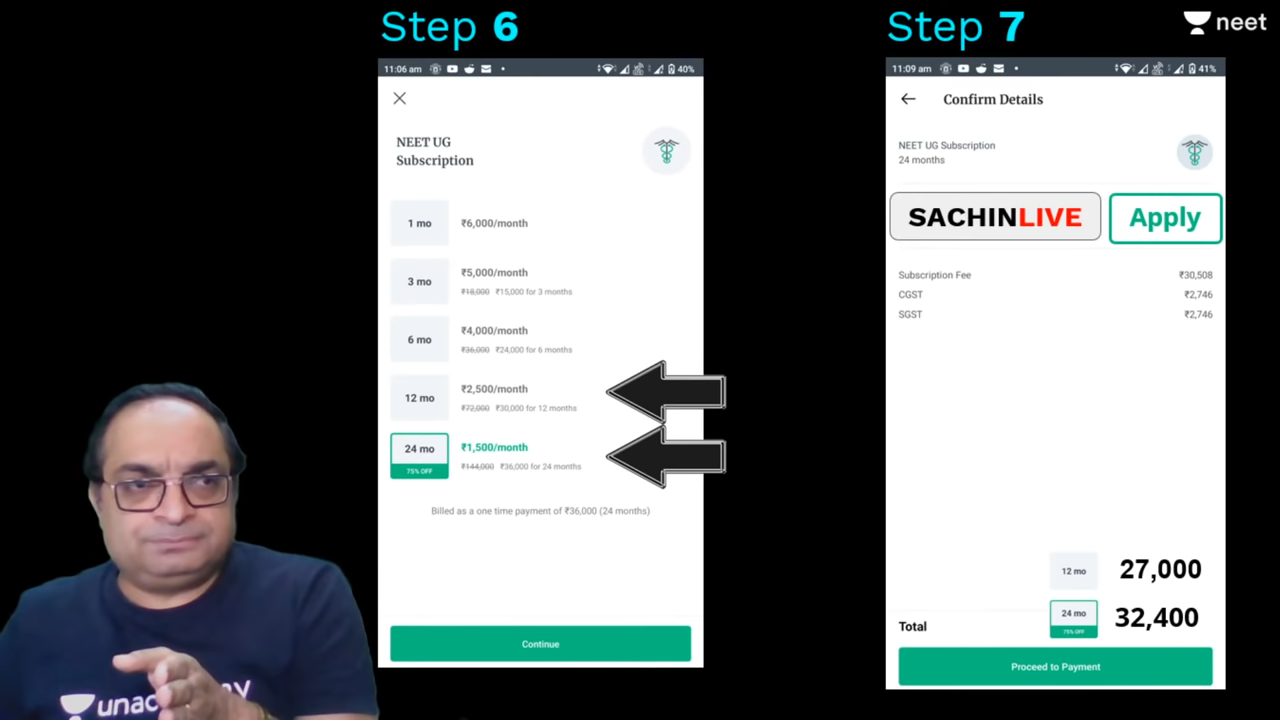 Step 6
11:06 am
40%
NEET UG
Subscription
1 mo
₹6,000/month
3 mo
₹5,000/month
₹18,000 ₹15,000 for 3 months
6 mo
₹4,000/month
₹36,000 ₹24,000 for 6 months
12 mo
₹2,500/month
₹72,000 ₹30,000 for 12 months
24 mo
75% OFF
₹1,500/month
₹144,000 ₹36,000 for 24 months
Billed as a one time payment of ₹36,000 (24 months)
Continue
Step 7
neet
11:09 am
41%
Confirm Details
NEET UG Subscription
24 months
SACHINLIVE
Apply
Subscription Fee ₹30,508
CGST ₹2,746
SGST ₹2,746
12 mo 27,000
24 mo 32,400
75% OFF
Total
Proceed to Payment